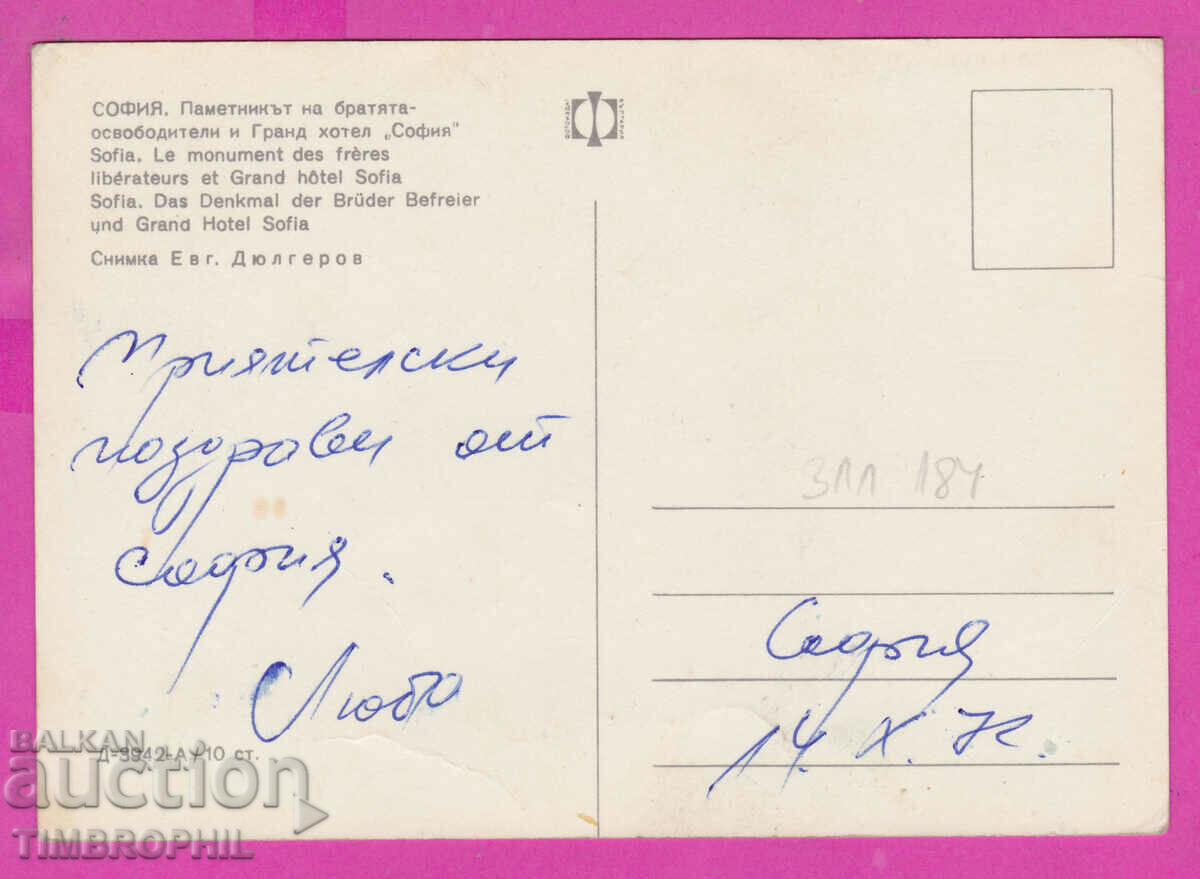 СОФИЯ. Паметникът на братята-
освободители и Гранд хотел „София"
Sofia. Le monument des frères
libérateurs et Grand hôtel Sofia
Sofia. Das Denkmal der Brüder Befreier
und Grand Hotel Sofia
Снимка Евг. Дюлгеров
Приятелски
поздрави от
София.
Любо
Д-3942-А/10 ст.
ЗЛЛ 184
София
14. X.
BALKAN
auction
TIMBROPHIL